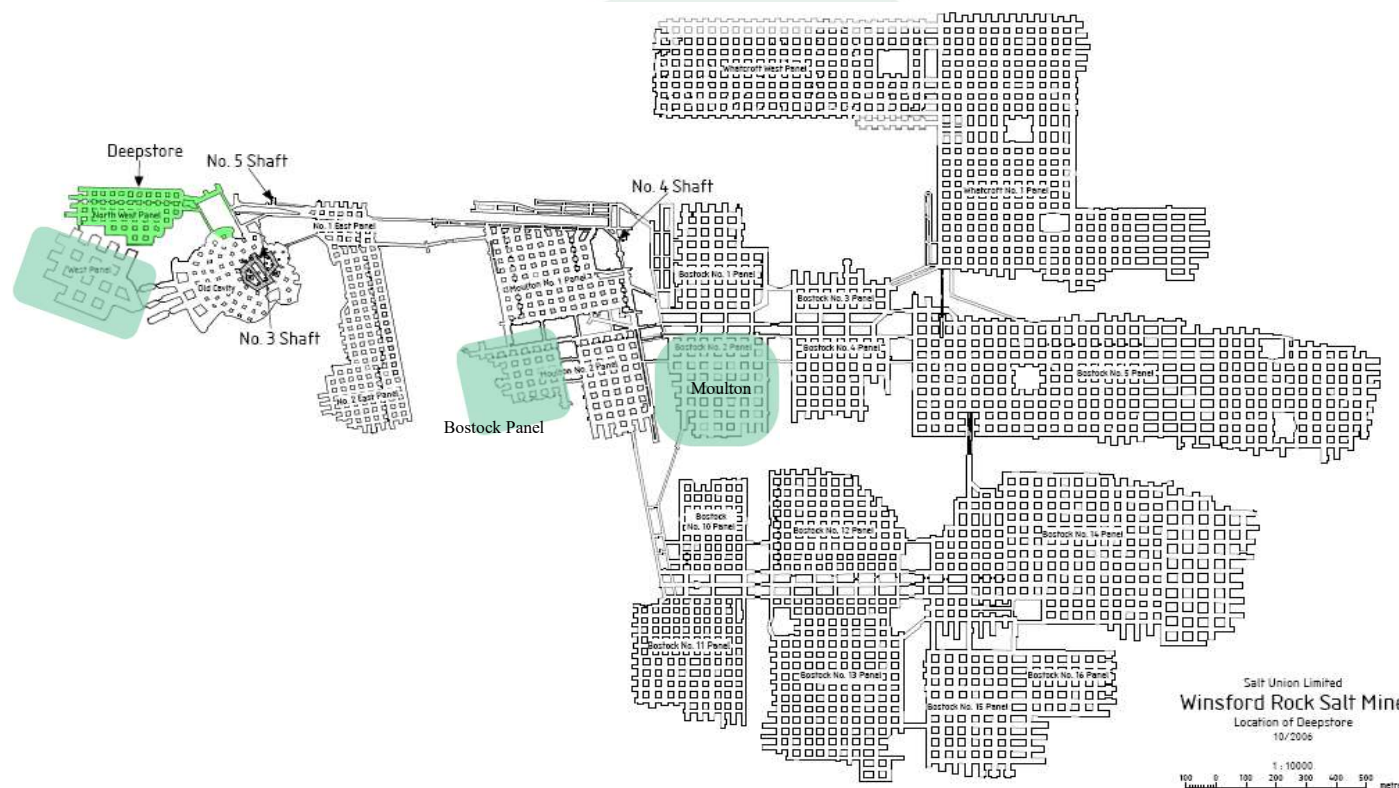 Whatcroft West Panel
Deepstore
No. 5 Shaft
No. 4 Shaft
Whatcroft No. 1 Panel
North West Panel
No. 1 East Panel
West Panel
Bostock No. 1 Panel
Old Cavity
Moulton No. 1 Panel
Bostock No. 3 Panel
No. 3 Shaft
Bostock No. 2 Panel
Bostock No. 4 Panel
Moulton No. 2 Panel
Bostock No. 5 Panel
Moulton
No. 2 East Panel
Bostock Panel
Bostock
No. 10 Panel
Bostock No. 12 Panel
Bostock No. 14 Panel
Bostock No. 11 Panel
Bostock No. 13 Panel
Bostock No. 16 Panel
Bostock No. 15 Panel
Salt Union Limited
Winsford Rock Salt Mine
Location of Deepstore
10/2006
1 : 10000
100 0 100 200 300 400 500
metr